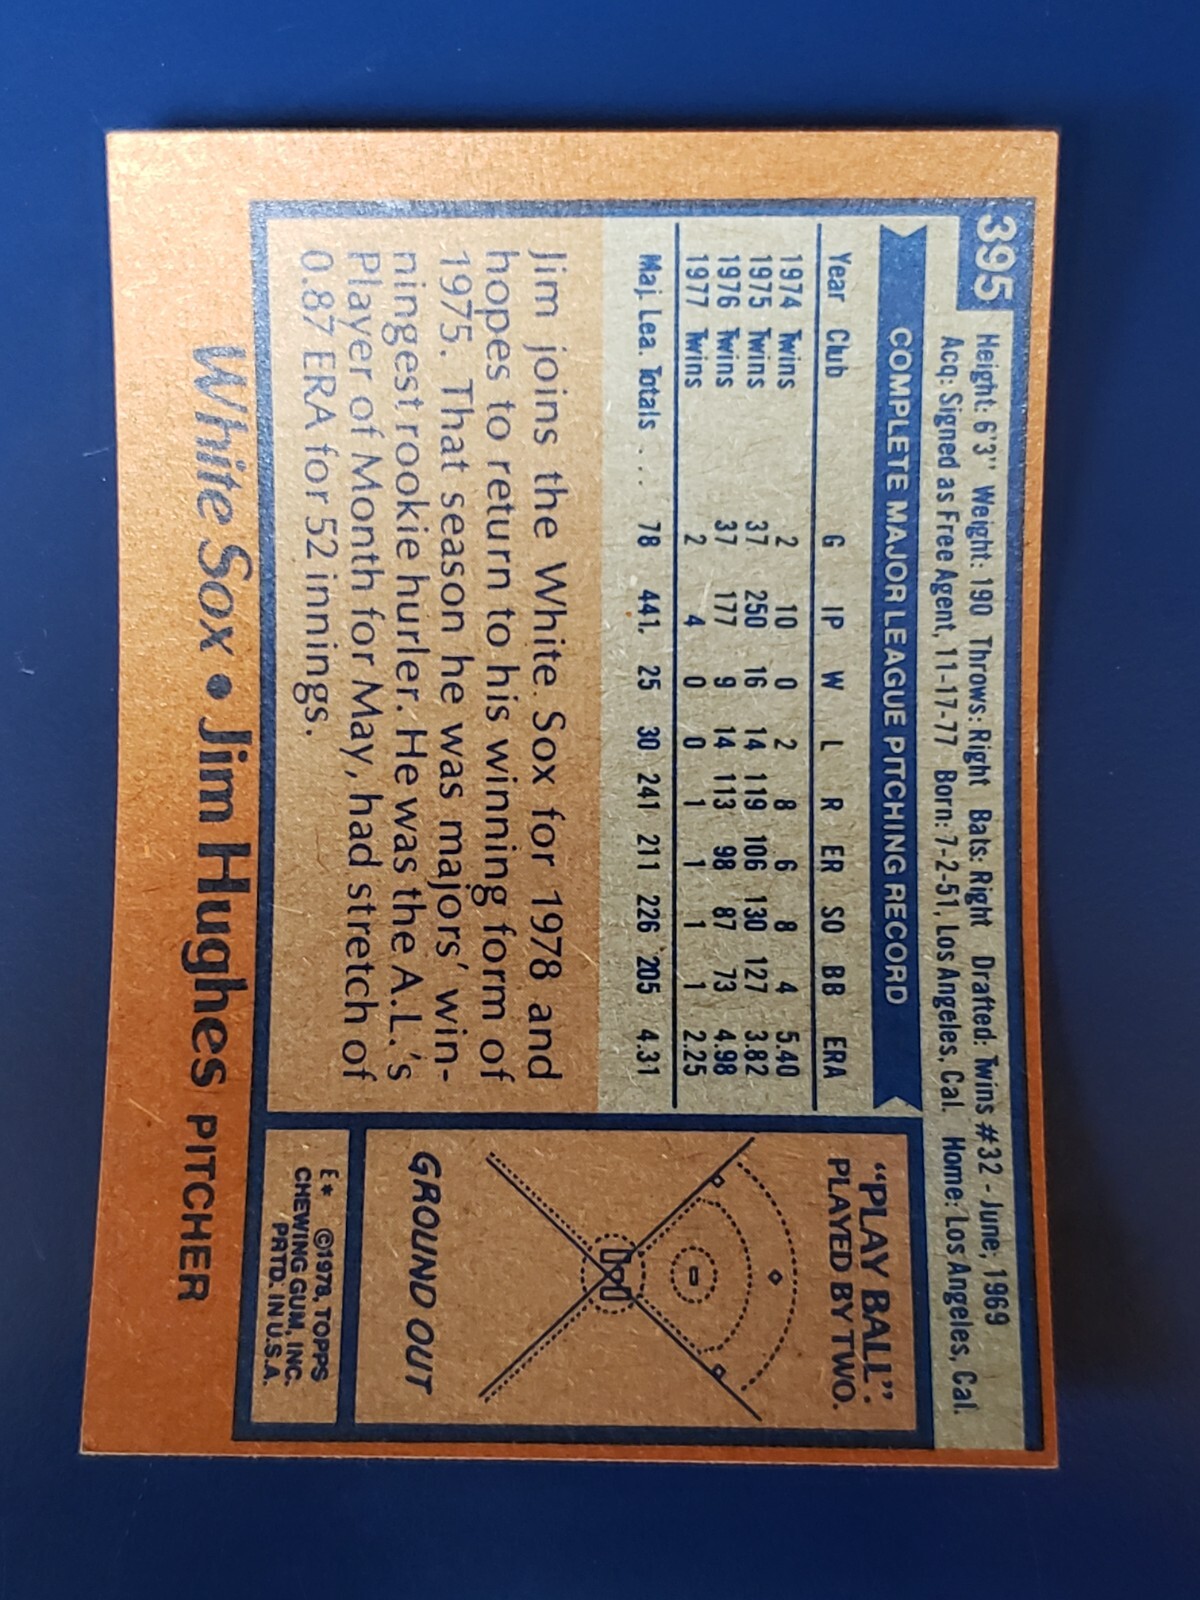 395
Height: 6'3" Weight: 190 Throws: Right Bats: Right Drafted: Twins #32 - June, 1969
Acq: Signed as Free Agent, 11-17-77 Born: 7-2-51, Los Angeles, Cal. Home: Los Angeles, Cal.
COMPLETE MAJOR LEAGUE PITCHING RECORD
Year Club G IP W L R ER SO BB ERA
1974 Twins 2 10 0 2 8 6 8 4 5.40
1975 Twins 37 250 16 14 119 106 130 127 3.82
1976 Twins 37 177 9 14 113 98 87 73 4.98
1977 Twins 2 4 0 0 1 1 1 1 2.25
Maj. Lea. Totals . . . 78 441. 25 30 241 211 226 205 4.31
Jim joins the White Sox for 1978 and
hopes to return to his winning form of
1975. That season he was majors' win-
ningest rookie hurler. He was the A.L.'s
Player of Month for May, had stretch of
0.87 ERA for 52 innings.
"PLAY BALL":
PLAYED BY TWO.
GROUND OUT
E* ©1978, TOPPS
CHEWING GUM, INC.
PRTD. IN U.S.A.
White Sox • Jim Hughes PITCHER